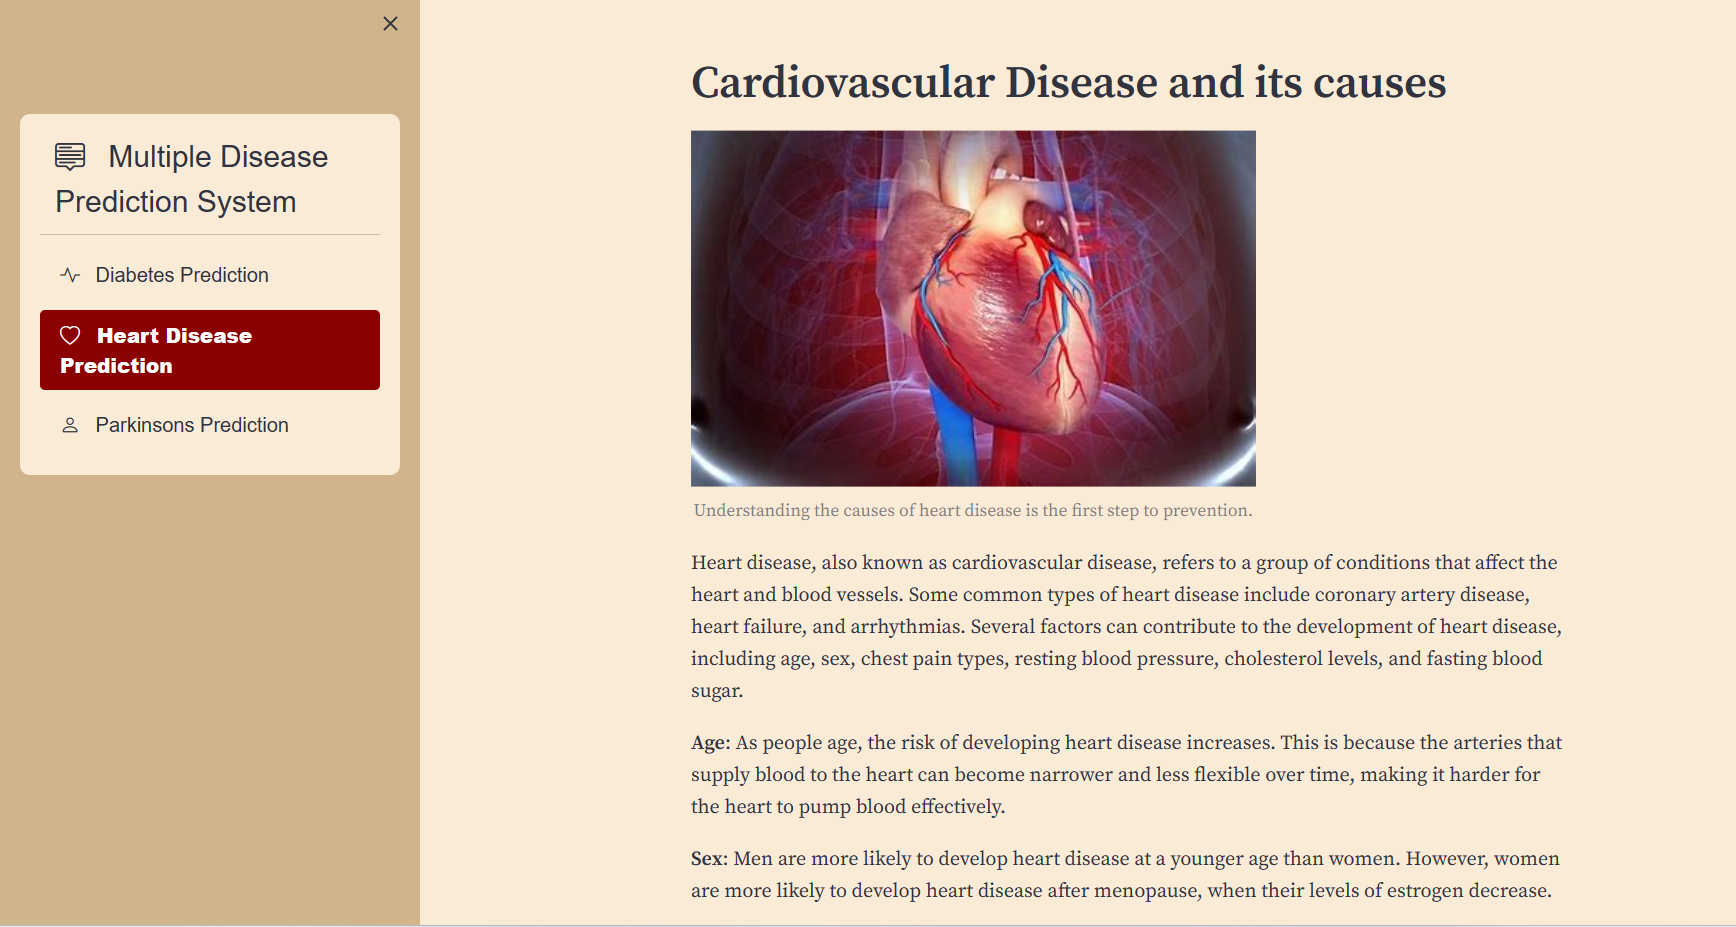 Multiple Disease
Prediction System
Diabetes Prediction
Heart Disease
Prediction
Parkinsons Prediction
Cardiovascular Disease and its causes
Understanding the causes of heart disease is the first step to prevention.
Heart disease, also known as cardiovascular disease, refers to a group of conditions that affect the
heart and blood vessels. Some common types of heart disease include coronary artery disease,
heart failure, and arrhythmias. Several factors can contribute to the development of heart disease,
including age, sex, chest pain types, resting blood pressure, cholesterol levels, and fasting blood
sugar.
Age: As people age, the risk of developing heart disease increases. This is because the arteries that
supply blood to the heart can become narrower and less flexible over time, making it harder for
the heart to pump blood effectively.
Sex: Men are more likely to develop heart disease at a younger age than women. However, women
are more likely to develop heart disease after menopause, when their levels of estrogen decrease.